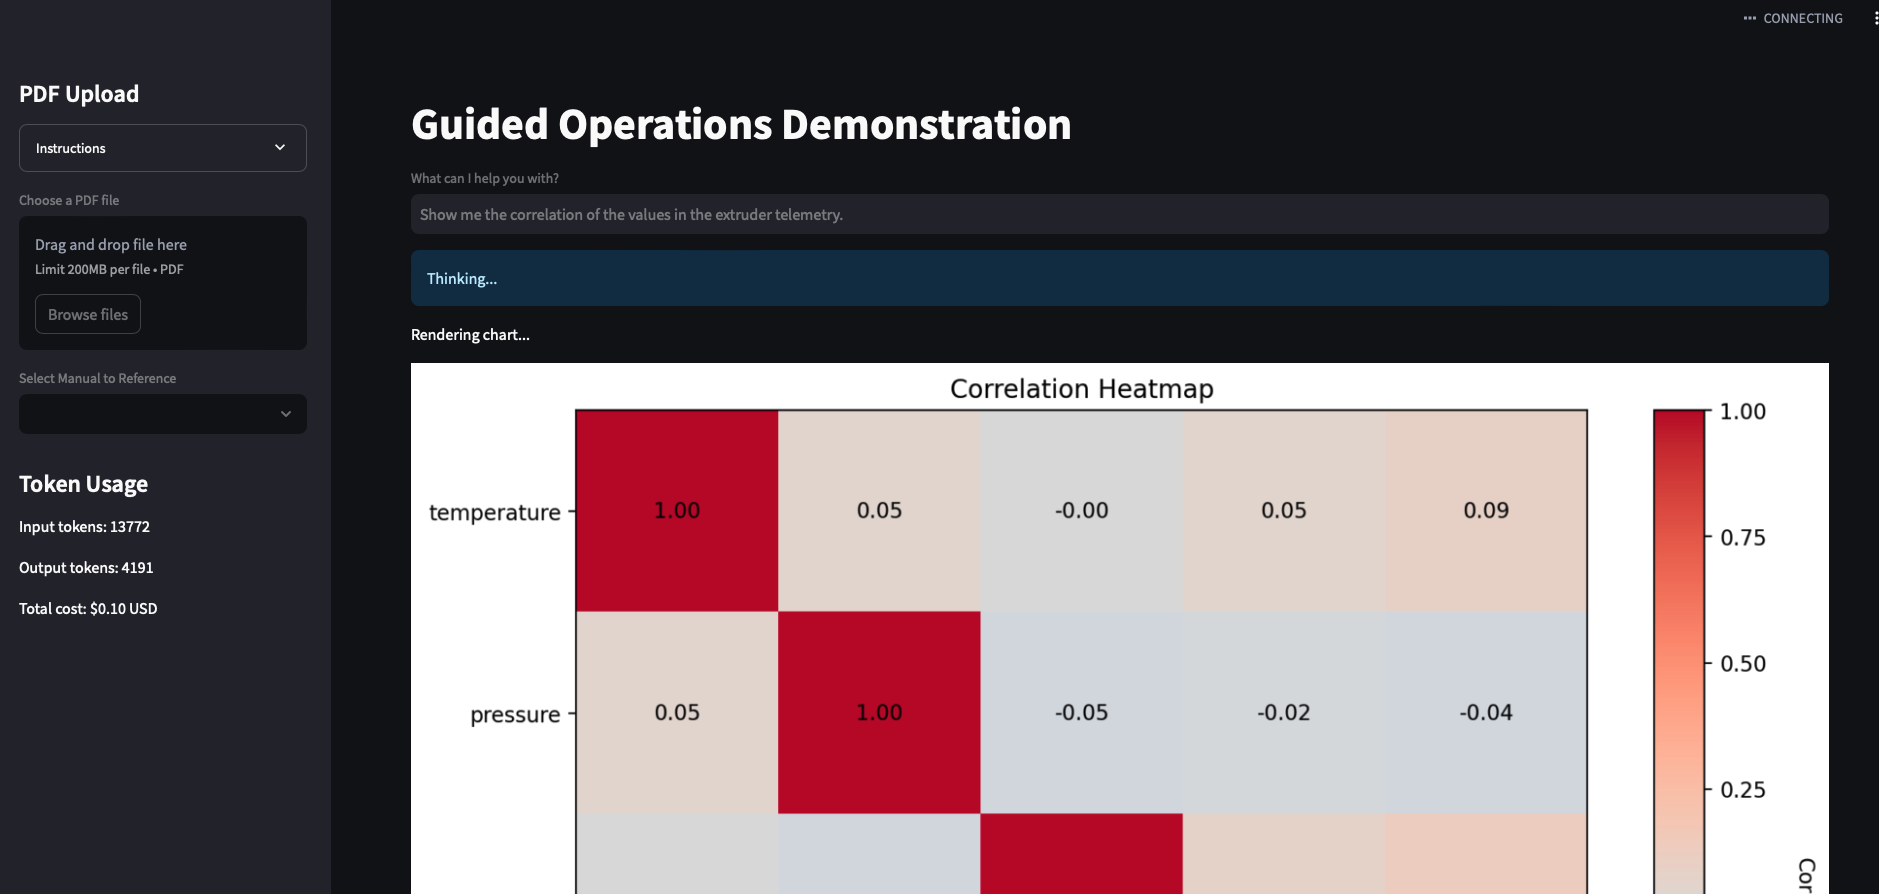 CONNECTING
PDF Upload
Instructions
Choose a PDF file
Drag and drop file here
Limit 200MB per file • PDF
Browse files
Select Manual to Reference
Token Usage
Input tokens: 13772
Output tokens: 4191
Total cost: $0.10 USD
Guided Operations Demonstration
What can I help you with?
Show me the correlation of the values in the extruder telemetry.
Thinking...
Rendering chart...
Correlation Heatmap
temperature 1.00 0.05 -0.00 0.05 0.09
pressure 0.05 1.00 -0.05 -0.02 -0.04
1.00
0.75
0.50
0.25
Cor